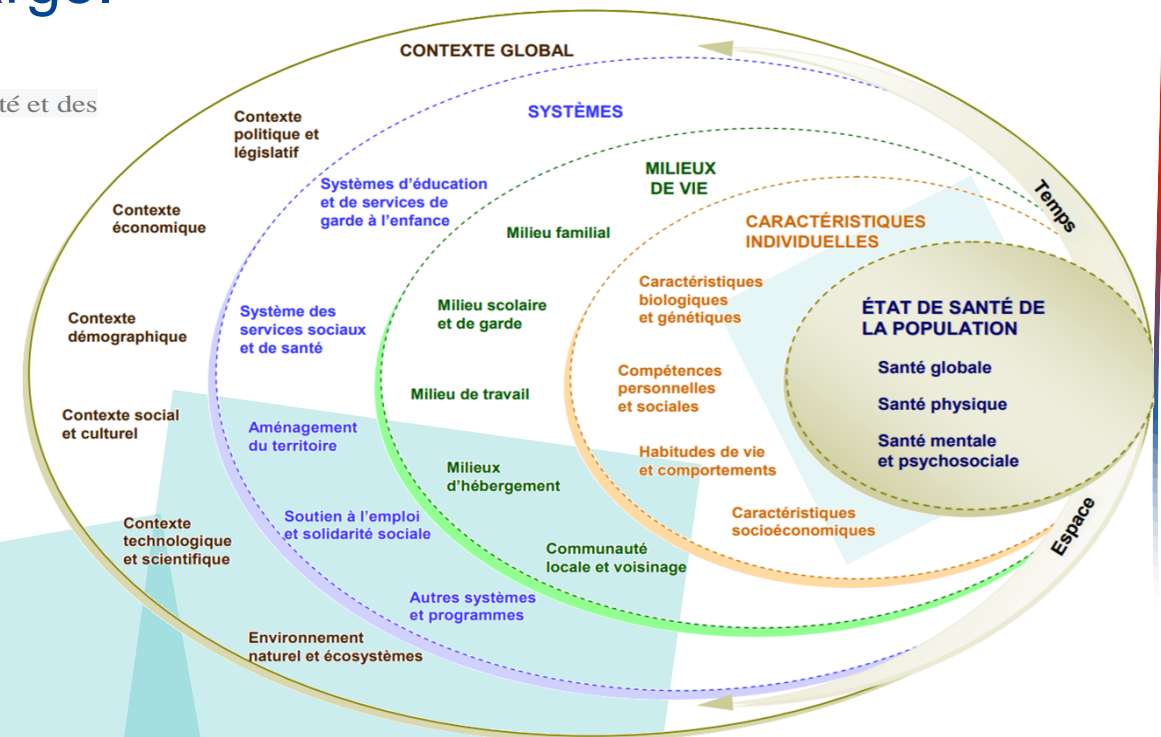 CONTEXTE GLOBAL
té et des
Contexte
politique et
législatif
SYSTÈMES
MILIEUX
DE VIE
Systèmes d'éducation
et de services de
garde à l'enfance
Temps
Contexte
économique
CARACTÉRISTIQUES
INDIVIDUELLES
Milieu familial
Caractéristiques
biologiques
et génétiques
ÉTAT DE SANTÉ DE
LA POPULATION
Milieu scolaire
et de garde
Système des
services sociaux
et de santé
Contexte
démographique
Santé globale
Compétences
personnelles
et sociales
Milieu de travail
Santé physique
Contexte social
et culturel
Aménagement
du territoire
Santé mentale
et psychosociale
Habitudes de vie
et comportements
Milieux
d'hébergement
Caractéristiques
socioéconomiques
Espace
Soutien à l'emploi
et solidarité sociale
Contexte
technologique
et scientifique
Communauté
locale et voisinage
Autres systèmes
et programmes
Environnement
naturel et écosystèmes